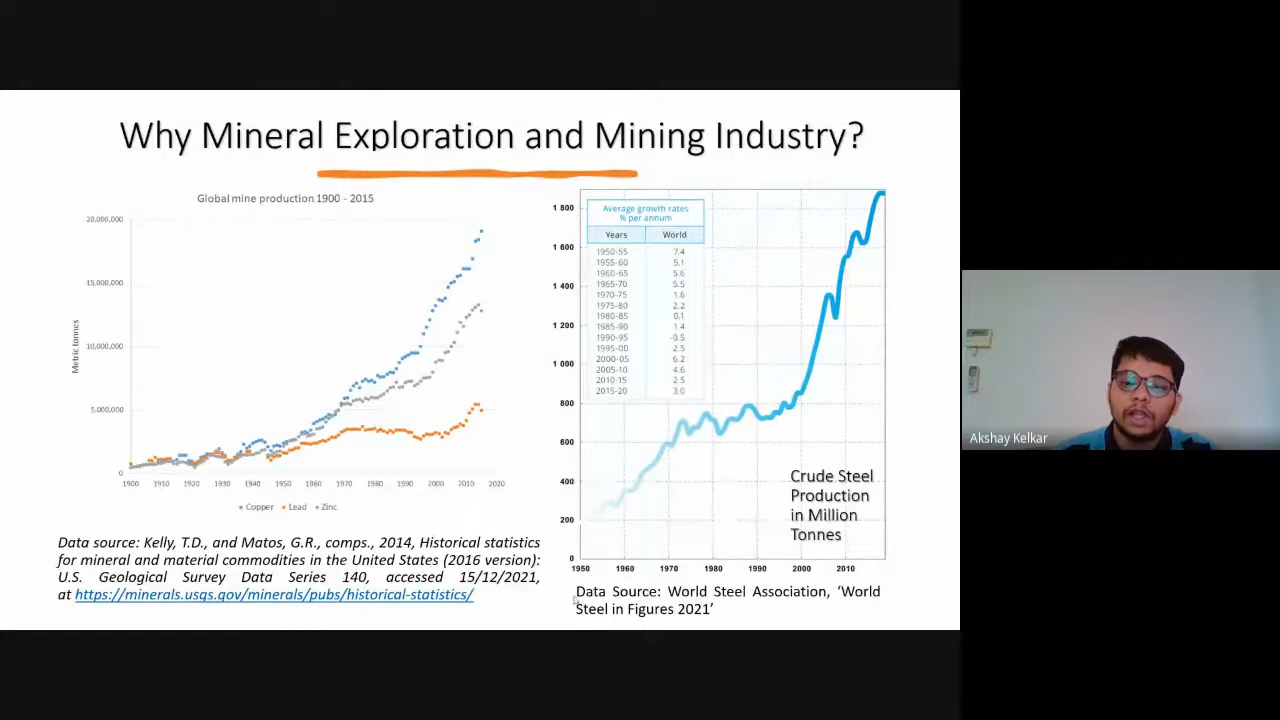 Why Mineral Exploration and Mining Industry?
Global mine production 1900 - 2015
20,000,000
15,000,000
10,000,000
5,000,000
0
Metric tonnes
1900 1910 1920 1930 1940 1950 1960 1970 1980 1990 2000 2010 2020
Copper Lead Zinc
Data source: Kelly, T.D., and Matos, G.R., comps., 2014, Historical statistics
for mineral and material commodities in the United States (2016 version):
U.S. Geological Survey Data Series 140, accessed 15/12/2021,
at https://minerals.usgs.gov/minerals/pubs/historical-statistics/
1 800
1 600
1 400
1 200
1 000
800
600
400
200
0
1950 1960 1970 1980 1990 2000 2010
Average growth rates
% per annum
Years World
1950-55 7.4
1955-60 5.1
1960-65 5.6
1965-70 5.5
1970-75 1.6
1975-80 2.2
1980-85 0.1
1985-90 1.4
1990-95 -0.5
1995-00 2.5
2000-05 6.2
2005-10 4.6
2010-15 2.5
2015-20 3.0
Crude Steel
Production
in Million
Tonnes
Data Source: World Steel Association, ‘World
Steel in Figures 2021’
Akshay Kelkar